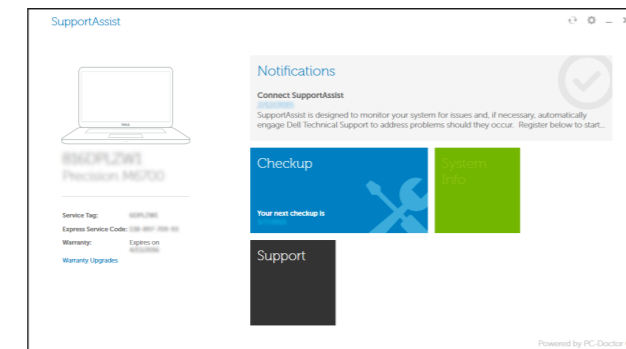 SupportAssist
Notifications
Connect SupportAssist
SupportAssist is designed to monitor your system for issues and, if necessary, automatically
engage Dell Technical Support to address problems should they occur. Register below to start...
Checkup
Your next checkup is
System
Info
Support
Precision M6700
Service Tag:
Express Service Code:
Warranty: Expires on
Warranty Upgrades
Powered by PC-Doctor